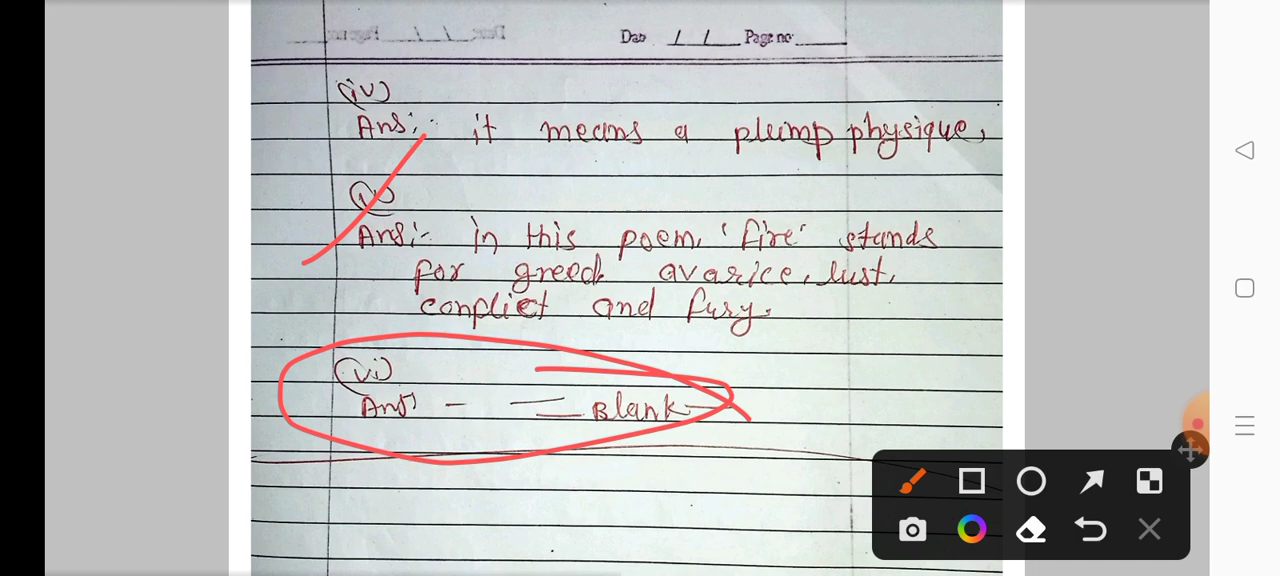 Date / / Page no
(iv)
Ans:- it means a plump physique,
(v)
Ans:- in this poem, 'fire' stands
for greed, avarice, lust,
conflict and fury.
(vi)
Ans - = Blank